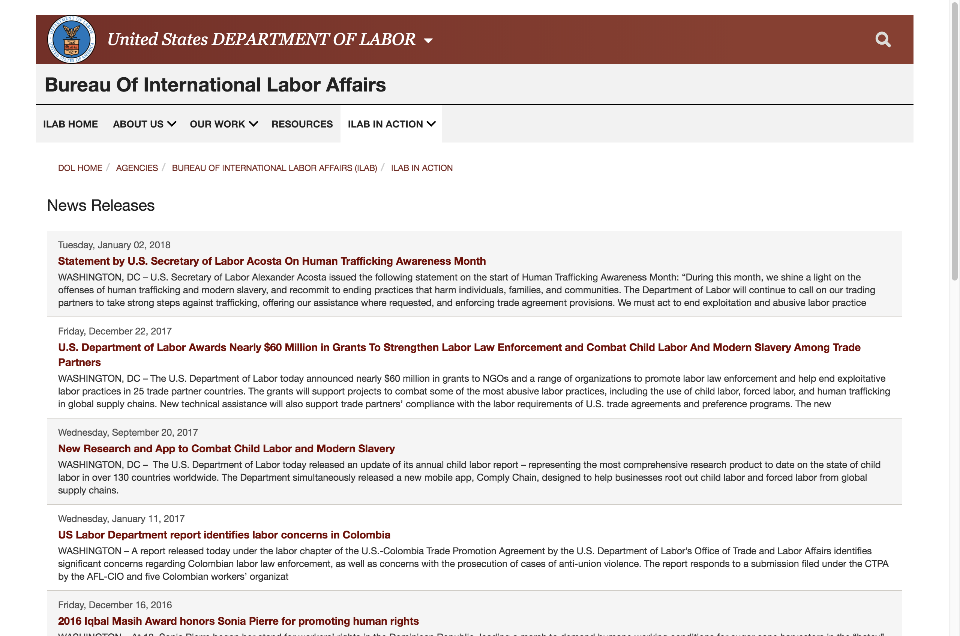 United States DEPARTMENT OF LABOR
Bureau Of International Labor Affairs
ILAB HOME ABOUT US OUR WORK RESOURCES ILAB IN ACTION
DOL HOME / AGENCIES / BUREAU OF INTERNATIONAL LABOR AFFAIRS (ILAB) / ILAB IN ACTION
News Releases
Tuesday, January 02, 2018
Statement by U.S. Secretary of Labor Acosta On Human Trafficking Awareness Month
WASHINGTON, DC – U.S. Secretary of Labor Alexander Acosta issued the following statement on the start of Human Trafficking Awareness Month: “During this month, we shine a light on the
offenses of human trafficking and modern slavery, and recommit to ending practices that harm individuals, families, and communities. The Department of Labor will continue to call on our trading
partners to take strong steps against trafficking, offering our assistance where requested, and enforcing trade agreement provisions. We must act to end exploitation and abusive labor practice
Friday, December 22, 2017
U.S. Department of Labor Awards Nearly $60 Million in Grants To Strengthen Labor Law Enforcement and Combat Child Labor And Modern Slavery Among Trade
Partners
WASHINGTON, DC – The U.S. Department of Labor today announced nearly $60 million in grants to NGOs and a range of organizations to promote labor law enforcement and help end exploitative
labor practices in 25 trade partner countries. The grants will support projects to combat some of the most abusive labor practices, including the use of child labor, forced labor, and human trafficking
in global supply chains. New technical assistance will also support trade partners' compliance with the labor requirements of U.S. trade agreements and preference programs. The new
Wednesday, September 20, 2017
New Research and App to Combat Child Labor and Modern Slavery
WASHINGTON, DC – The U.S. Department of Labor today released an update of its annual child labor report – representing the most comprehensive research product to date on the state of child
labor in over 130 countries worldwide. The Department simultaneously released a new mobile app, Comply Chain, designed to help businesses root out child labor and forced labor from global
supply chains.
Wednesday, January 11, 2017
US Labor Department report identifies labor concerns in Colombia
WASHINGTON – A report released today under the labor chapter of the U.S.-Colombia Trade Promotion Agreement by the U.S. Department of Labor's Office of Trade and Labor Affairs identifies
significant concerns regarding Colombian labor law enforcement, as well as concerns with the prosecution of cases of anti-union violence. The report responds to a submission filed under the CTPA
by the AFL-CIO and five Colombian workers' organizat
Friday, December 16, 2016
2016 Iqbal Masih Award honors Sonia Pierre for promoting human rights